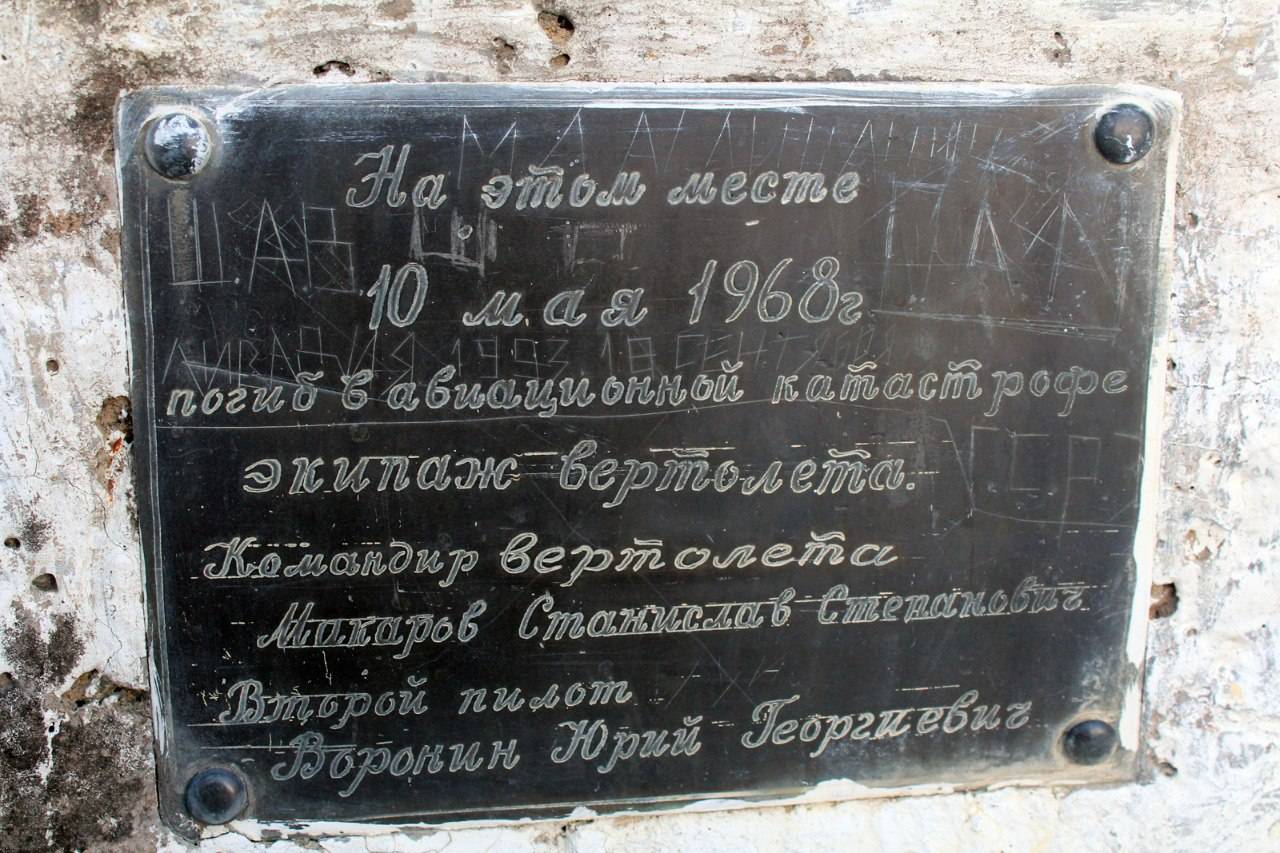 На этом месте
10 мая 1968г
погиб в авиационной катастрофе
экипаж вертолета.
Командир вертолета
Макаров Станислав Степанович
Второй пилот
Воронин Юрий Георгиевич